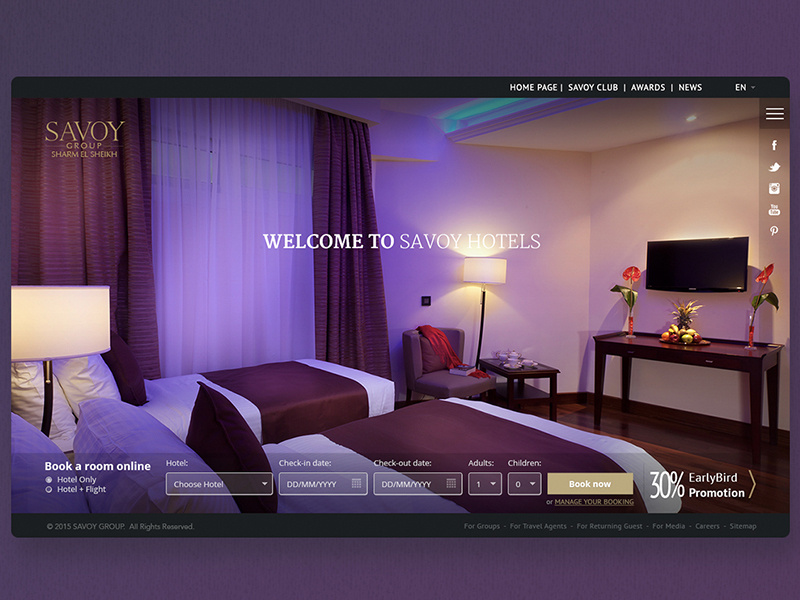 HOME PAGE | SAVOY CLUB | AWARDS | NEWS EN
SAVOY
GROUP
SHARM EL SHEIKH
You
Tube
WELCOME TO SAVOY HOTELS
Book a room online
Hotel Only
Hotel + Flight
Hotel:
Choose Hotel
Check-in date:
DD/MM/YYYY
Check-out date:
DD/MM/YYYY
Adults:
1
Children:
0
Book now
or MANAGE YOUR BOOKING
30% EarlyBird
Promotion
© 2015 SAVOY GROUP. All Rights Reserved.
For Groups - For Travel Agents - For Returning Guest - For Media - Careers - Sitemap